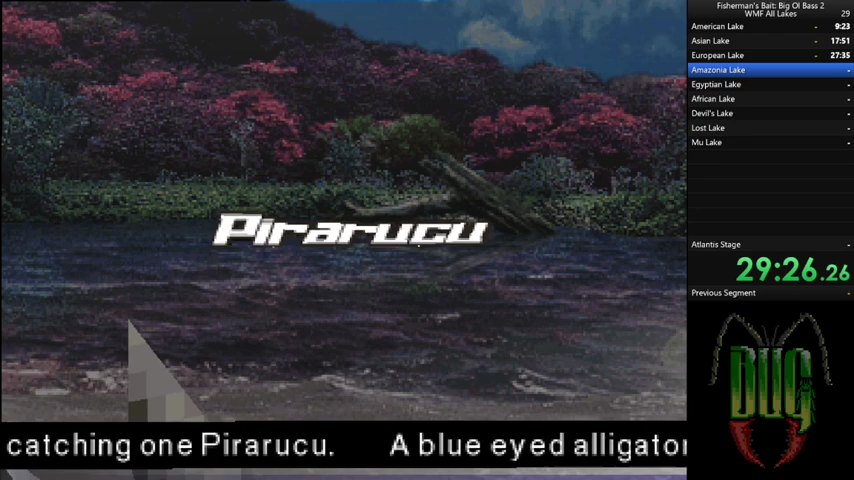 Fisherman's Bait: Big Ol Bass 2
WMF All Lakes 29
American Lake - 9:23
Asian Lake - 17:51
European Lake - 27:35
Amazonia Lake -
Egyptian Lake -
African Lake -
Devil's Lake -
Lost Lake -
Mu Lake -
Pirarucu
Atlantis Stage -
29:26.26
Previous Segment -
BUG
catching one Pirarucu. A blue eyed alligator